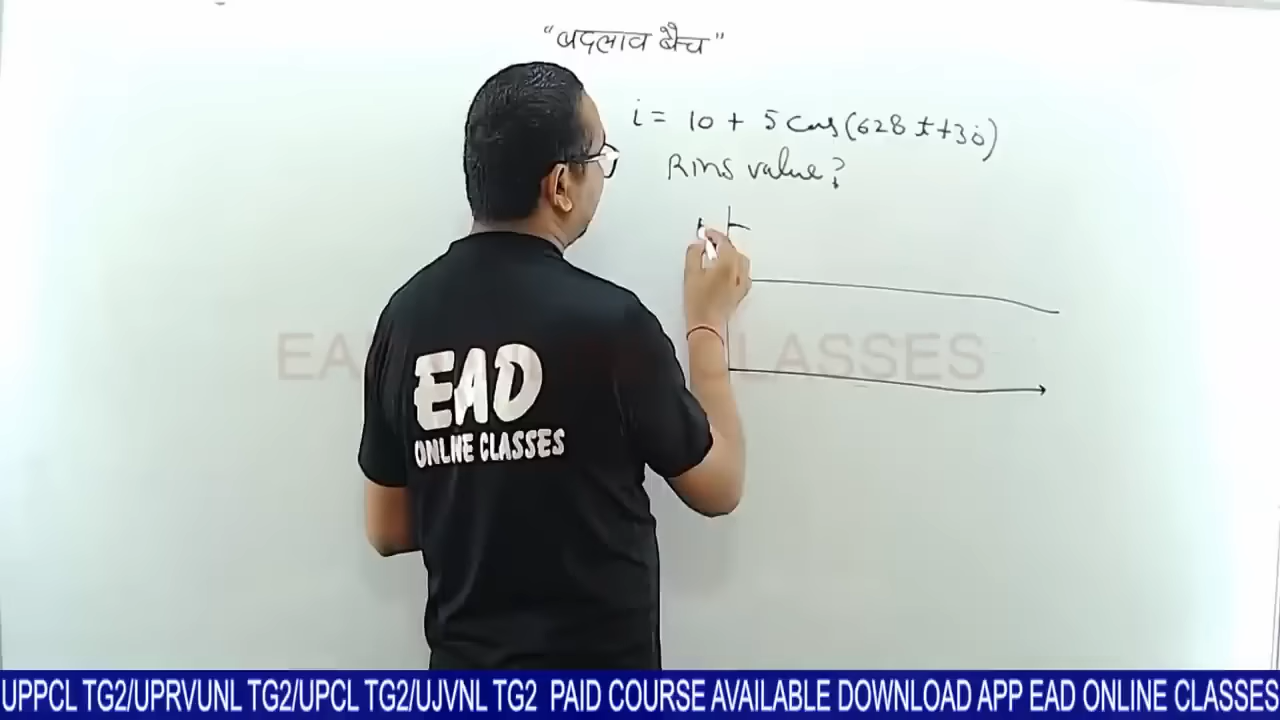 "बदलाव बैच"
i = 10 + 5 cos(628 t + 30)
Rms value?
EAD
ONLINE CLASSES
UPPCL TG2/UPRVUNL TG2/UPCL TG2/UJVNL TG2 PAID COURSE AVAILABLE DOWNLOAD APP EAD ONLINE CLASSES